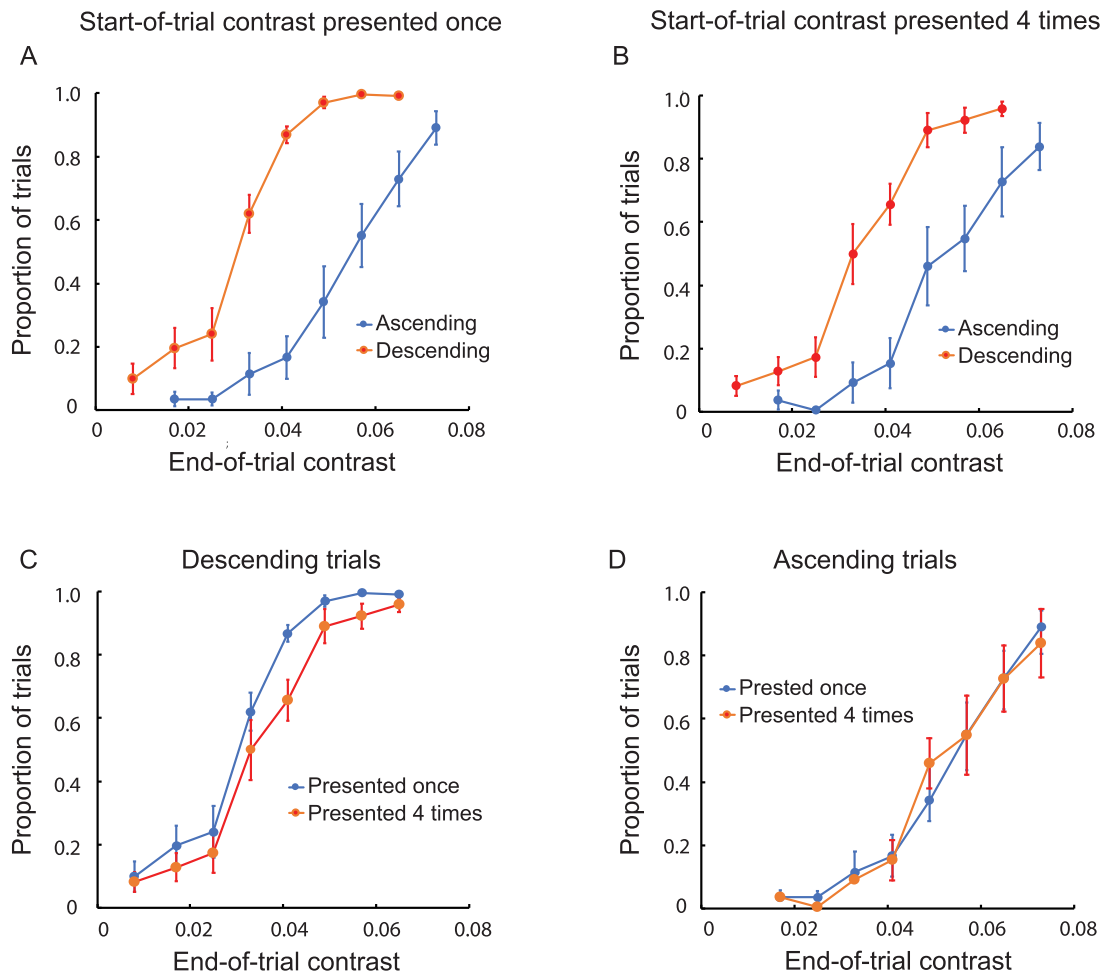 Start-of-trial contrast presented once
Start-of-trial contrast presented 4 times
A
1.0
0.8
0.6
0.4
0.2
0
Proportion of trials
Ascending
Descending
0
0.02
0.04
0.06
0.08
;
End-of-trial contrast
B
1.0
0.8
0.6
0.4
0.2
0
Proportion of trials
Ascending
Descending
0
0.02
0.04
0.06
0.08
End-of-trial contrast
C
Descending trials
1.0
0.8
0.6
0.4
0.2
0
Proportion of trials
Presented once
Presented 4 times
0
0.02
0.04
0.06
0.08
End-of-trial contrast
D
Ascending trials
1.0
0.8
0.6
0.4
0.2
0
Proportion of trials
Prested once
Presented 4 times
0
0.02
0.04
0.06
0.08
End-of-trial contrast